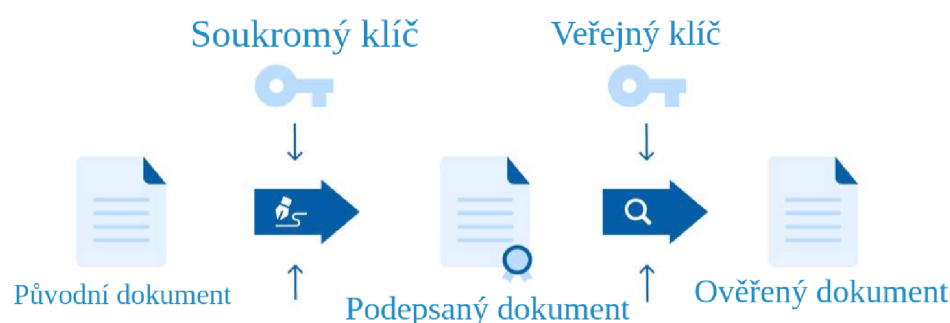 Soukromý klíč
Veřejný klíč
Původní dokument
Podepsaný dokument
Ověřený dokument